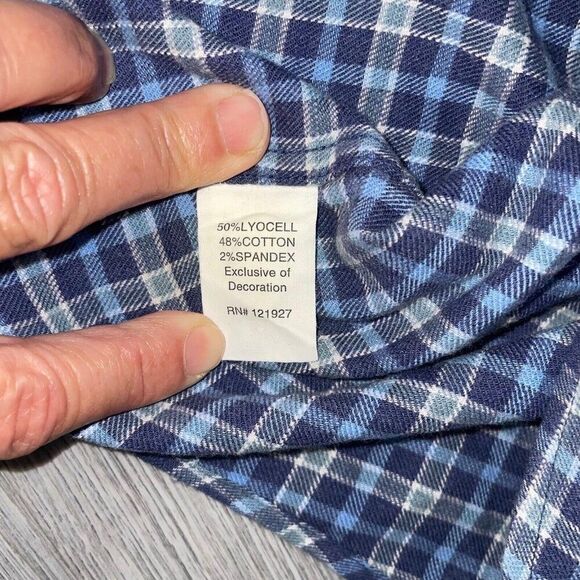 50%LYOCELL
48%COTTON
2%SPANDEX
Exclusive of
Decoration
RN# 121927